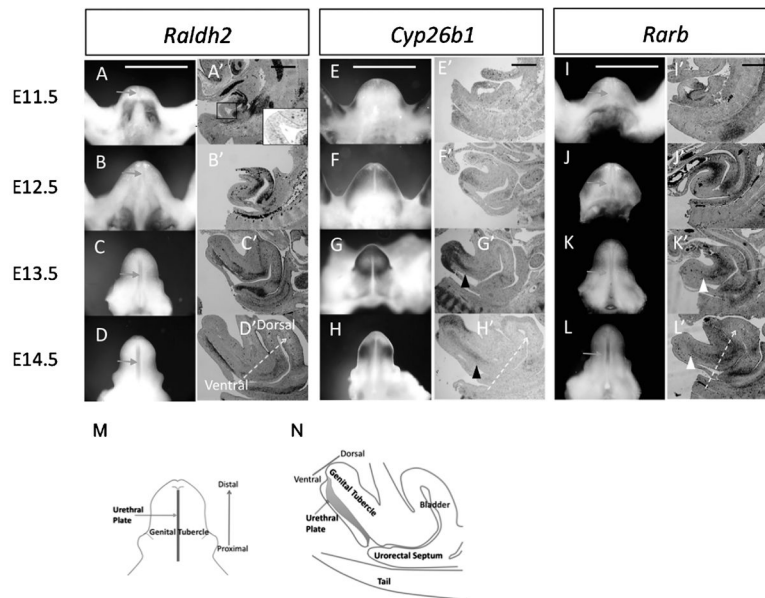 Raldh2
Cyp26b1
Rarb
E11.5
A
A'
E
E'
I
I'
E12.5
B
B'
F
F'
J
J'
E13.5
C
C'
G
G'
K
K'
E14.5
D
D'
Dorsal
Ventral
H
H'
L
L'
M
N
Distal
Urethral
Plate
Genital Tubercle
Proximal
Dorsal
Ventral
Genital Tubercle
Bladder
Urethral
Plate
Urorectal Septum
Tail